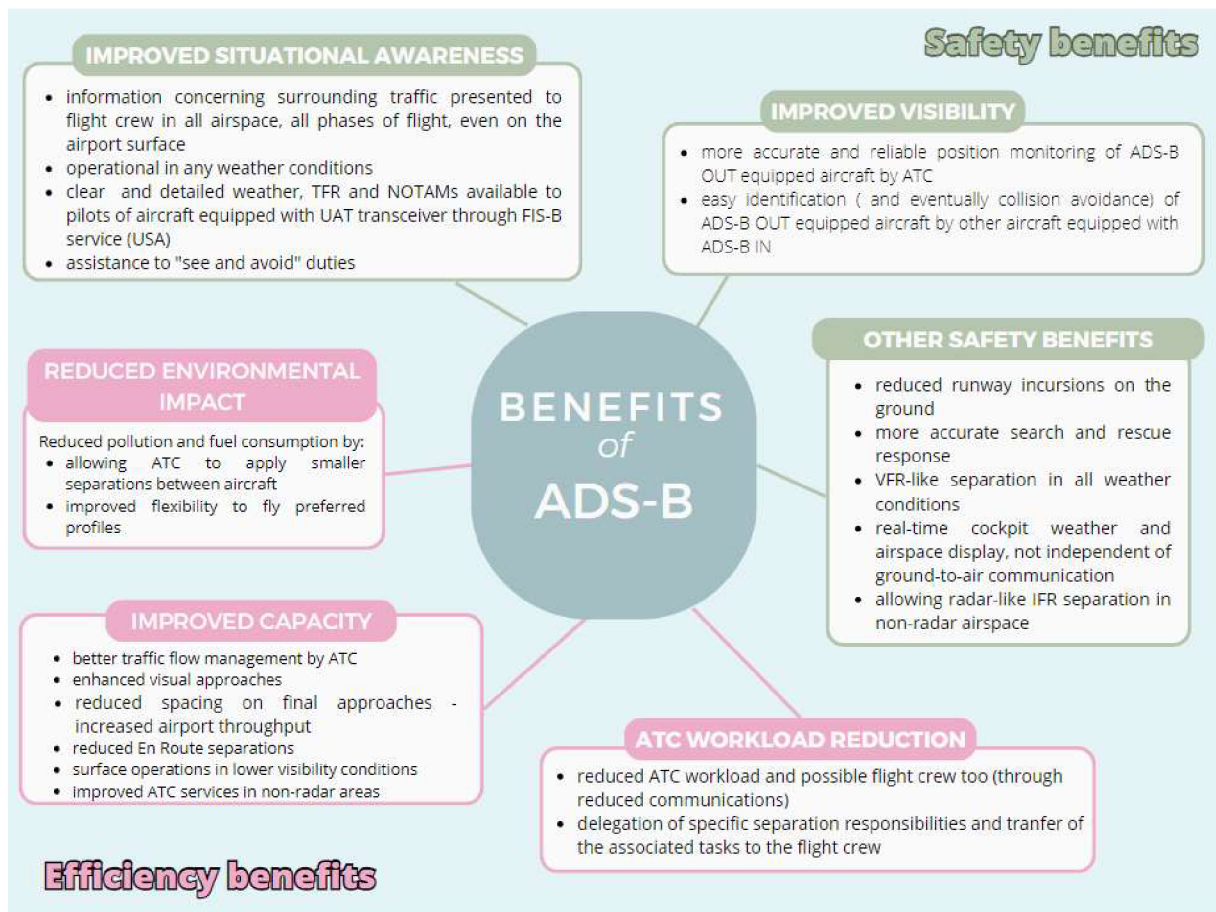 Safety benefits
IMPROVED SITUATIONAL AWARENESS
• information concerning surrounding traffic presented to
flight crew in all airspace, all phases of flight, even on the
airport surface
• operational in any weather conditions
• clear and detailed weather, TFR and NOTAMs available to
pilots of aircraft equipped with UAT transceiver through FIS-B
service (USA)
• assistance to "see and avoid" duties
IMPROVED VISIBILITY
• more accurate and reliable position monitoring of ADS-B
OUT equipped aircraft by ATC
• easy identification ( and eventually collision avoidance) of
ADS-B OUT equipped aircraft by other aircraft equipped with
ADS-B IN
BENEFITS
of
ADS-B
OTHER SAFETY BENEFITS
• reduced runway incursions on the
ground
• more accurate search and rescue
response
• VFR-like separation in all weather
conditions
• real-time cockpit weather and
airspace display, not independent of
ground-to-air communication
• allowing radar-like IFR separation in
non-radar airspace
REDUCED ENVIRONMENTAL
IMPACT
Reduced pollution and fuel consumption by:
• allowing ATC to apply smaller
separations between aircraft
• improved flexibility to fly preferred
profiles
IMPROVED CAPACITY
• better traffic flow management by ATC
• enhanced visual approaches
• reduced spacing on final approaches -
increased airport throughput
• reduced En Route separations
• surface operations in lower visibility conditions
• improved ATC services in non-radar areas
ATC WORKLOAD REDUCTION
• reduced ATC workload and possible flight crew too (through
reduced communications)
• delegation of specific separation responsibilities and tranfer of
the associated tasks to the flight crew
Efficiency benefits